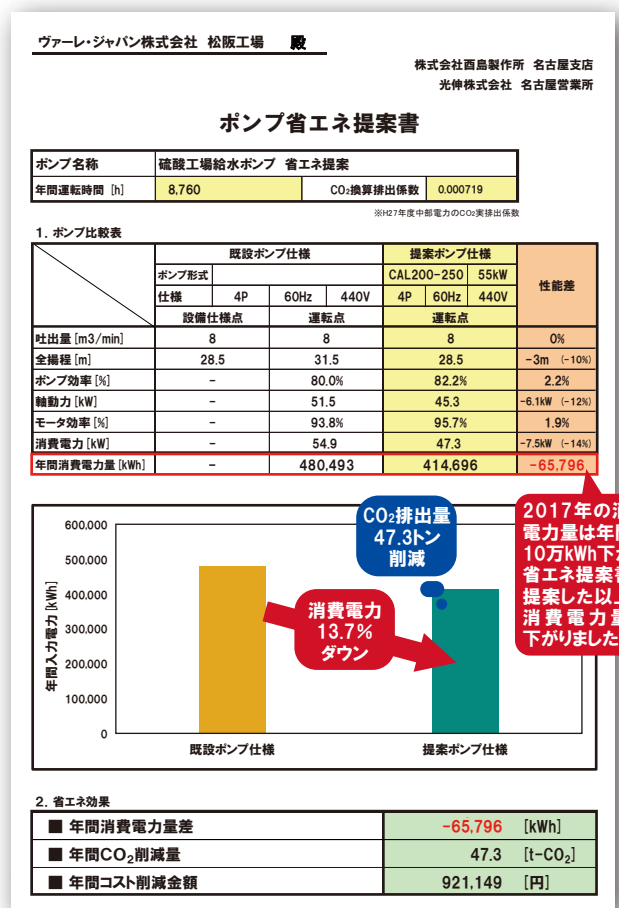 ヴァーレ・ジャパン株式会社 松阪工場 殿
株式会社酉島製作所 名古屋支店
光伸株式会社 名古屋営業所
ポンプ省エネ提案書
ポンプ名称 硫酸工場給水ポンプ 省エネ提案
年間運転時間 [h] 8,760 CO₂換算排出係数 0.000719
※H27年度中部電力のCO₂実排出係数
1. ポンプ比較表
既設ポンプ仕様 提案ポンプ仕様 性能差
ポンプ形式 CAL200-250 55kW
仕様 4P 60Hz 440V 4P 60Hz 440V
設備仕様点 運転点 運転点
吐出量 [m3/min] 8 8 8 0%
全揚程 [m] 28.5 31.5 28.5 -3m (-10%)
ポンプ効率 [%] - 80.0% 82.2% 2.2%
軸動力 [kW] - 51.5 45.3 -6.1kW (-12%)
モータ効率 [%] - 93.8% 95.7% 1.9%
消費電力 [kW] - 54.9 47.3 -7.5kW (-14%)
年間消費電力量 [kWh] - 480,493 414,696 -65,796
2017年の消
電力量は年間
10万kWh下が
省エネ提案書
提案した以上
消費電力量
下がりました
CO₂排出量
47.3トン
削減
消費電力
13.7%
ダウン
年間入力電力 [kWh]
600,000
500,000
400,000
300,000
200,000
100,000
0
既設ポンプ仕様 提案ポンプ仕様
2. 省エネ効果
■ 年間消費電力量差 -65,796 [kWh]
■ 年間CO₂削減量 47.3 [t-CO₂]
■ 年間コスト削減金額 921,149 [円]